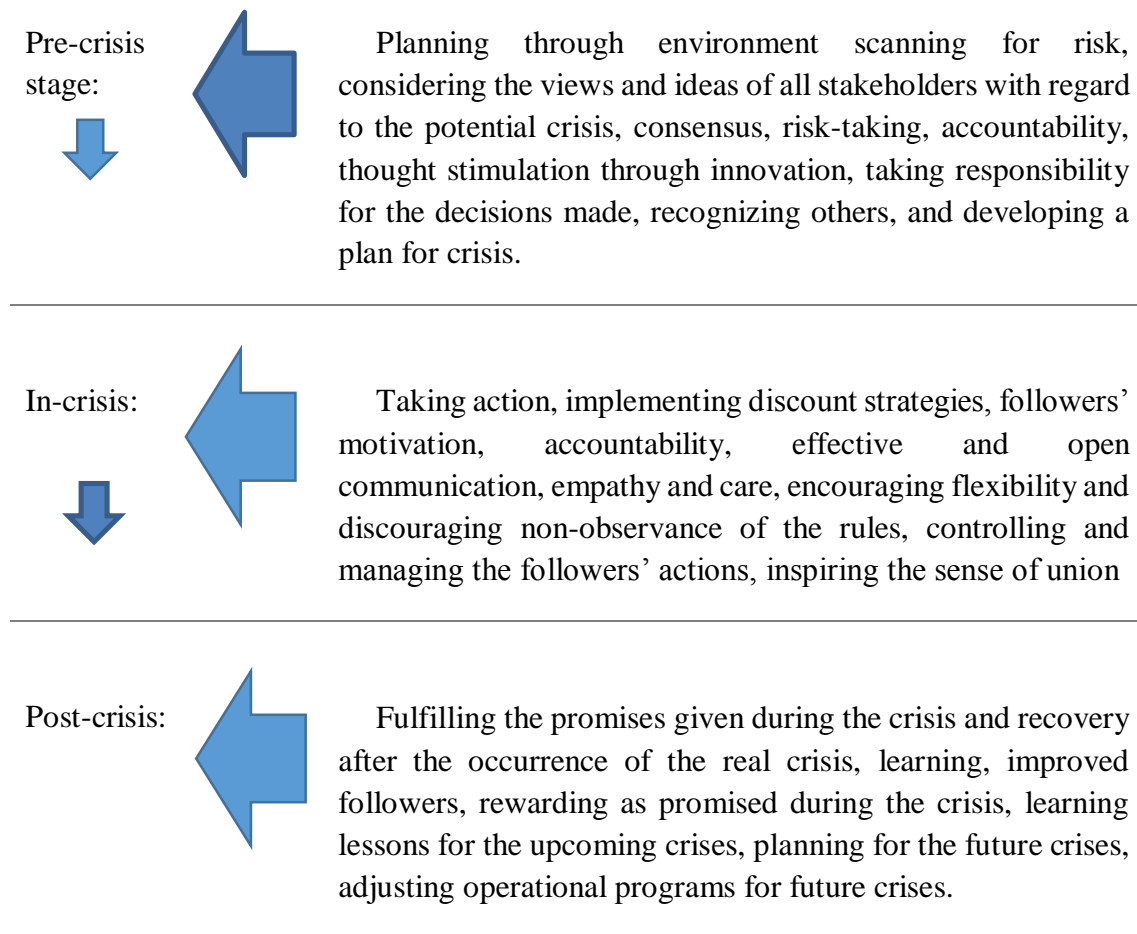 Pre-crisis
stage:
Planning through environment scanning for risk,
considering the views and ideas of all stakeholders with regard
to the potential crisis, consensus, risk-taking, accountability,
thought stimulation through innovation, taking responsibility
for the decisions made, recognizing others, and developing a
plan for crisis.
In-crisis:
Taking action, implementing discount strategies, followers’
motivation, accountability, effective and open
communication, empathy and care, encouraging flexibility and
discouraging non-observance of the rules, controlling and
managing the followers’ actions, inspiring the sense of union
Post-crisis:
Fulfilling the promises given during the crisis and recovery
after the occurrence of the real crisis, learning, improved
followers, rewarding as promised during the crisis, learning
lessons for the upcoming crises, planning for the future crises,
adjusting operational programs for future crises.